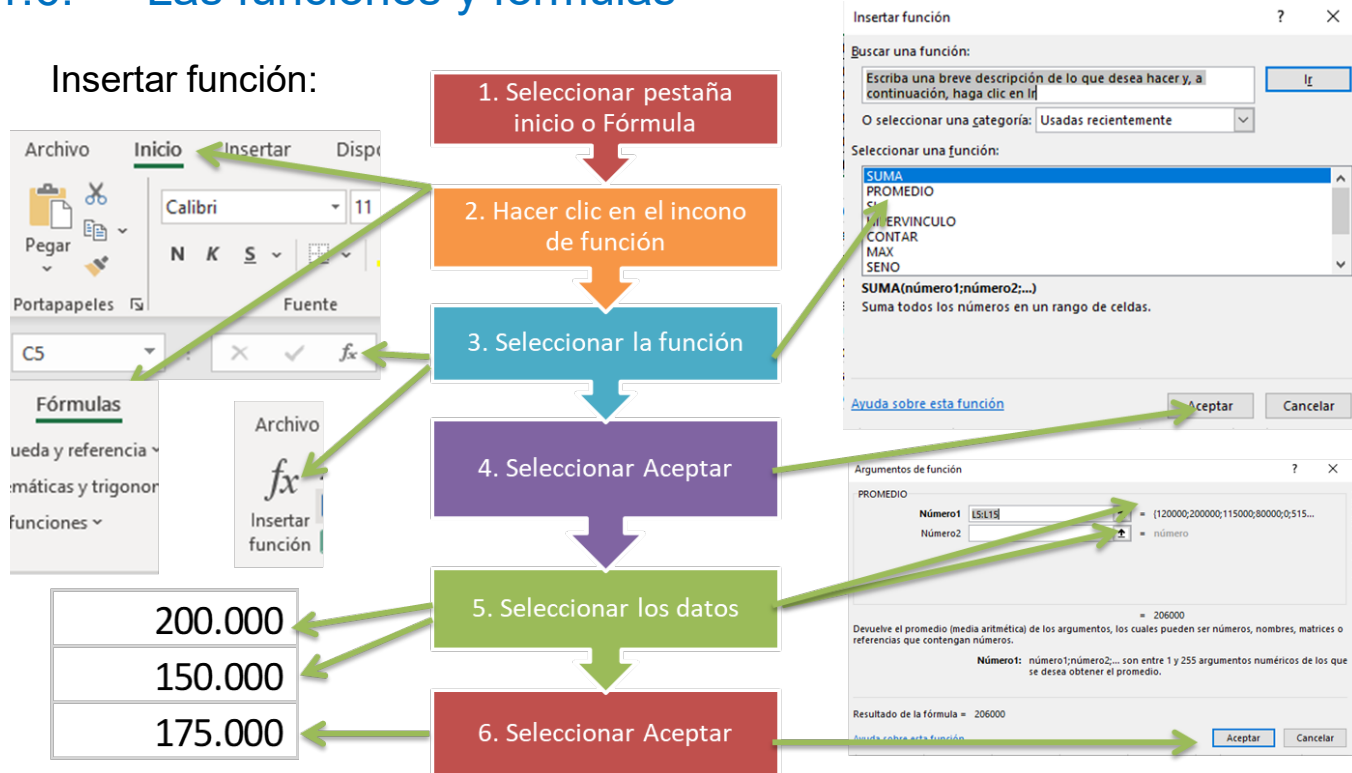 Las funciones y fórmulas
Insertar función:
Archivo Inicio Insertar
Calibri 11
Pegar
N K S
Portapapeles Fuente
C5 fx
Fórmulas
ueda y referencia
máticas y trigonor
funciones
Archivo
fx
Insertar
función
200.000
150.000
175.000
1. Seleccionar pestaña
inicio o Fórmula
2. Hacer clic en el incono
de función
3. Seleccionar la función
4. Seleccionar Aceptar
5. Seleccionar los datos
6. Seleccionar Aceptar
Insertar función ? ×
Buscar una función:
Escriba una breve descripción de lo que desea hacer y, a
continuación, haga clic en Ir
Ir
O seleccionar una categoría: Usadas recientemente
Seleccionar una función:
SUMA
PROMEDIO
CONTAR
MAX
SENO
SUMA(número1;número2;...)
Suma todos los números en un rango de celdas.
Ayuda sobre esta función
Aceptar Cancelar
Argumentos de función ? ×
PROMEDIO
Número1 L5:L15 = {120000;200000;115000;80000;0;515...
Número2 = número
= 206000
Devuelve el promedio (media aritmética) de los argumentos, los cuales pueden ser números, nombres, matrices o
referencias que contengan números.
Número1: número1;número2;... son entre 1 y 255 argumentos numéricos de los que
se desea obtener el promedio.
Resultado de la fórmula = 206000
Ayuda sobre esta función
Aceptar Cancelar